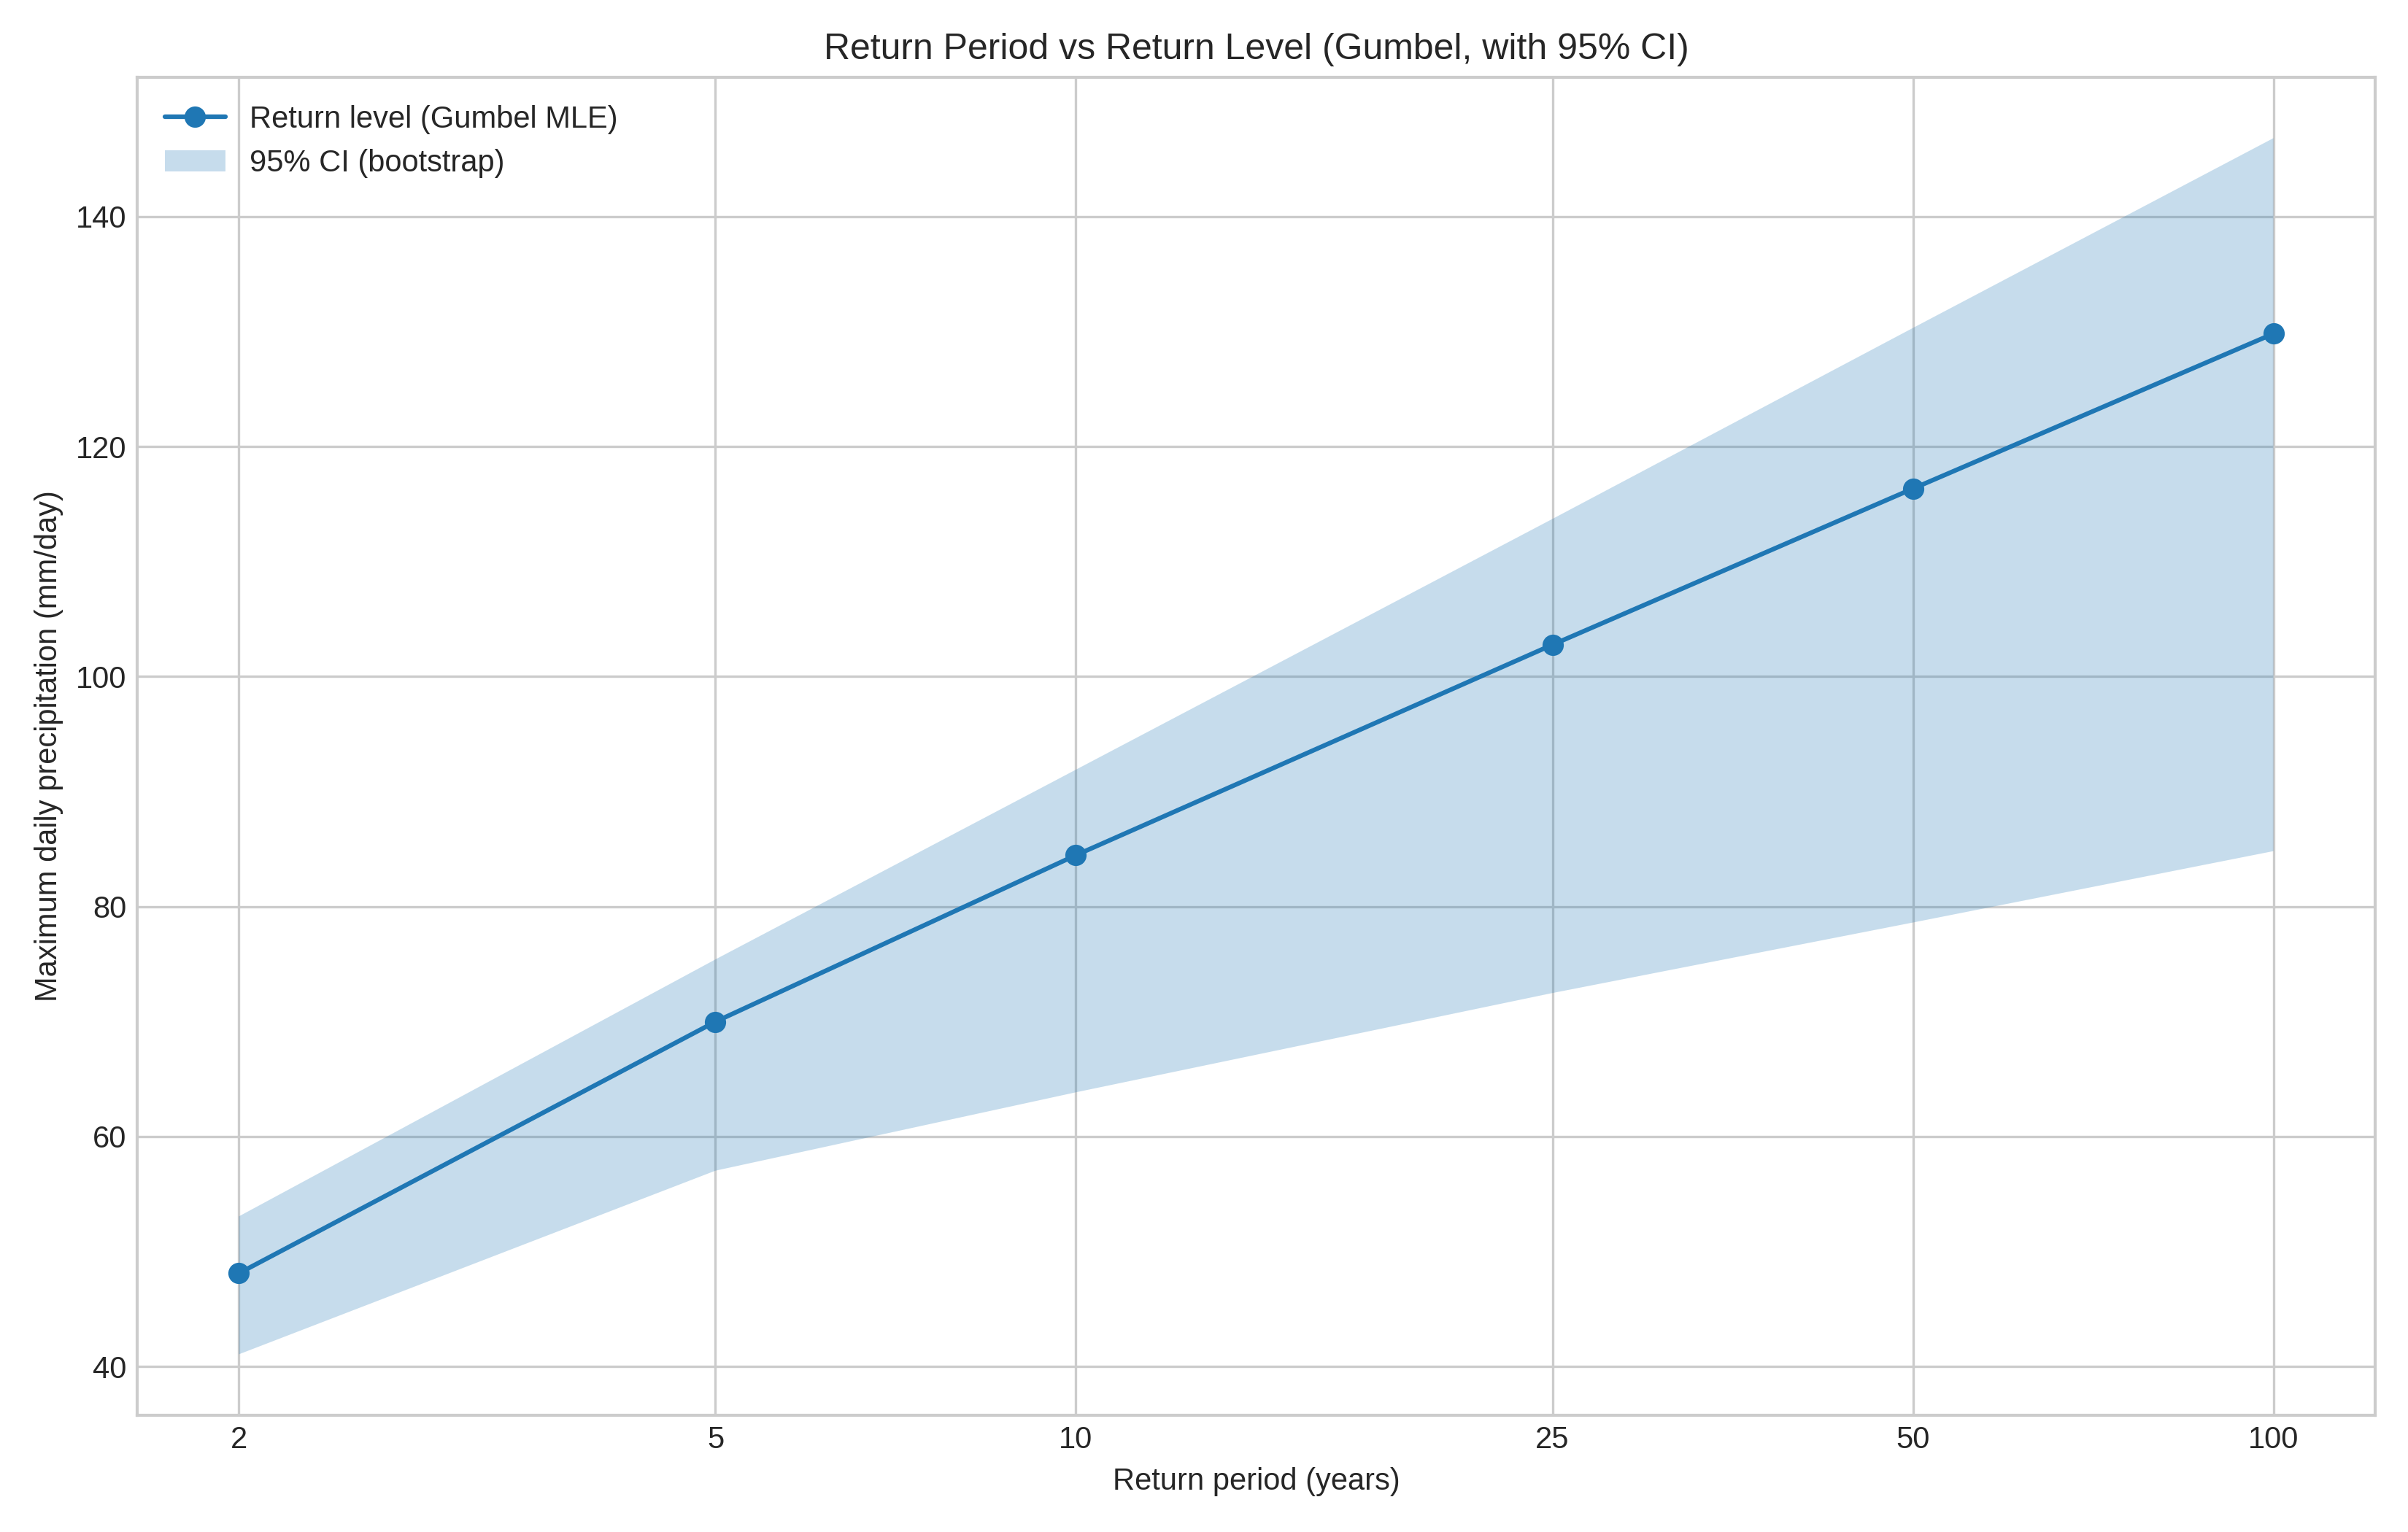 Return Period vs Return Level (Gumbel, with 95% CI)
Return level (Gumbel MLE)
95% CI (bootstrap)
140
120
100
80
60
40
Maximum daily precipitation (mm/day)
2 5 10 25 50 100
Return period (years)